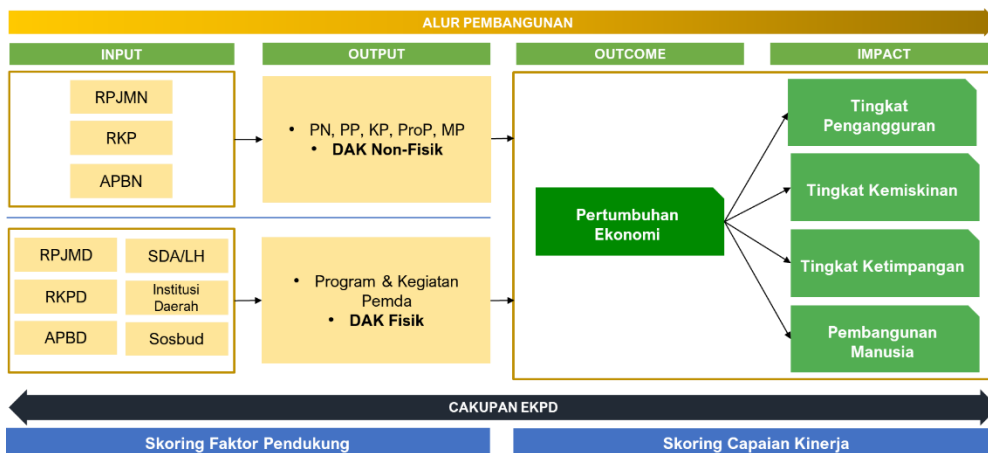 ALUR PEMBANGUNAN
INPUT
OUTPUT
OUTCOME
IMPACT
RPJMN
RKP
APBN
• PN, PP, KP, ProP, MP
• DAK Non-Fisik
RPJMD
SDA/LH
RKPD
Institusi
Daerah
APBD
Sosbud
• Program & Kegiatan
Pemda
• DAK Fisik
Pertumbuhan
Ekonomi
Tingkat
Pengangguran
Tingkat Kemiskinan
Tingkat Ketimpangan
Pembangunan
Manusia
CAKUPAN EKPD
Skoring Faktor Pendukung
Skoring Capaian Kinerja